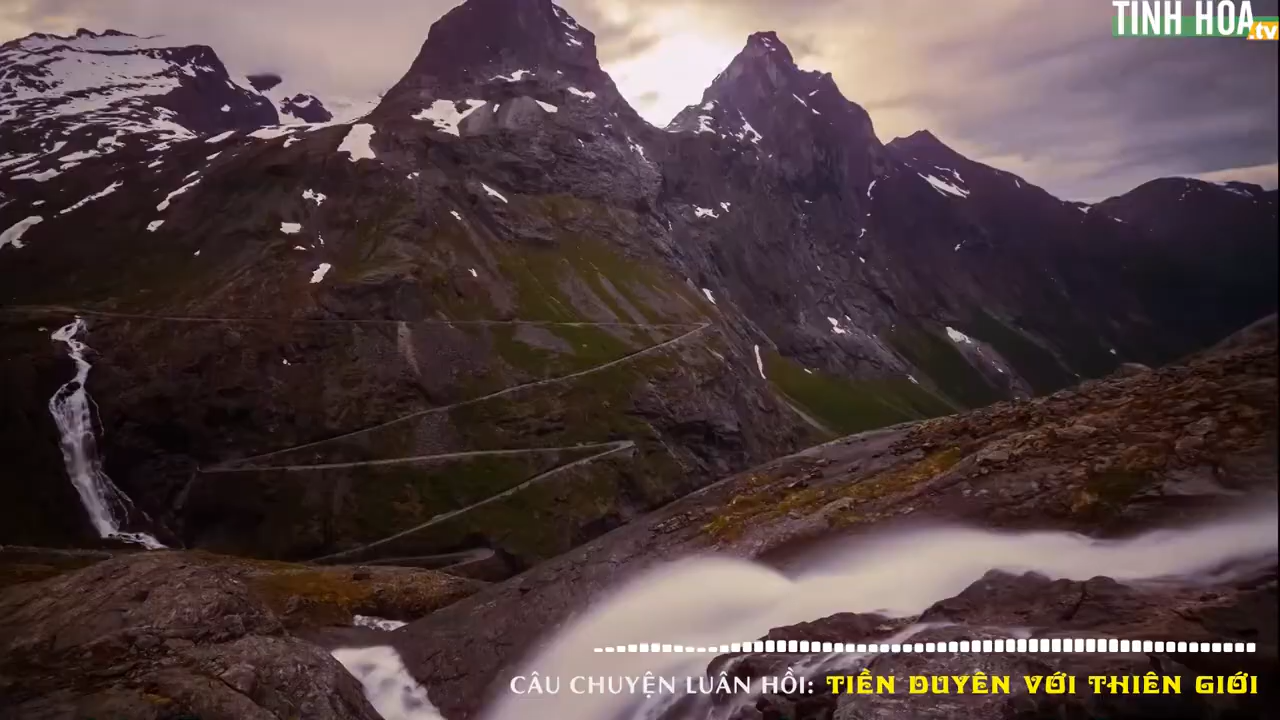 TINH HOA
.tv
CÂU CHUYỆN LUÂN HỒI: TIỀN DUYÊN VỚI THIÊN GIỚI